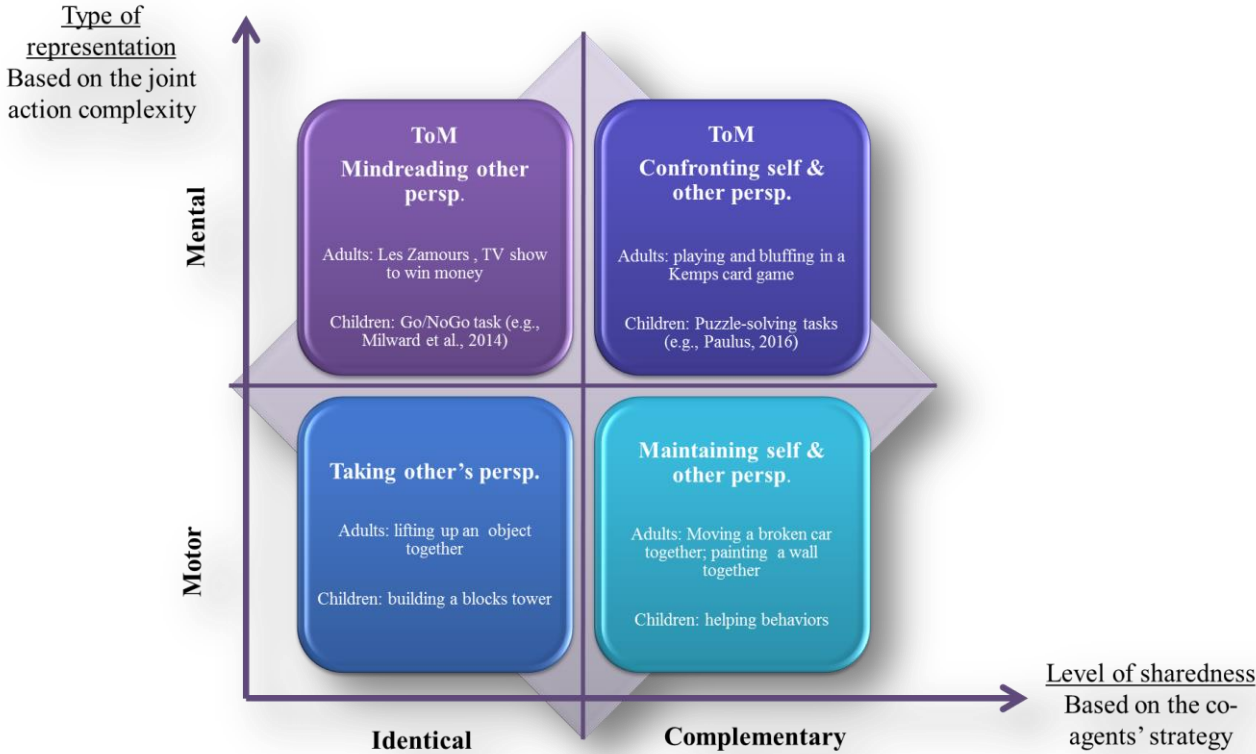 Type of
representation
Based on the joint
action complexity
Mental
Motor
ToM
Mindreading other
persp.
Adults: Les Zamours , TV show
to win money
Children: Go/NoGo task (e.g.,
Milward et al., 2014)
ToM
Confronting self &
other persp.
Adults: playing and bluffing in a
Kemps card game
Children: Puzzle-solving tasks
(e.g., Paulus, 2016)
Taking other’s persp.
Adults: lifting up an object
together
Children: building a blocks tower
Maintaining self &
other persp.
Adults: Moving a broken car
together; painting a wall
together
Children: helping behaviors
Identical
Complementary
Level of sharedness
Based on the co-
agents’ strategy